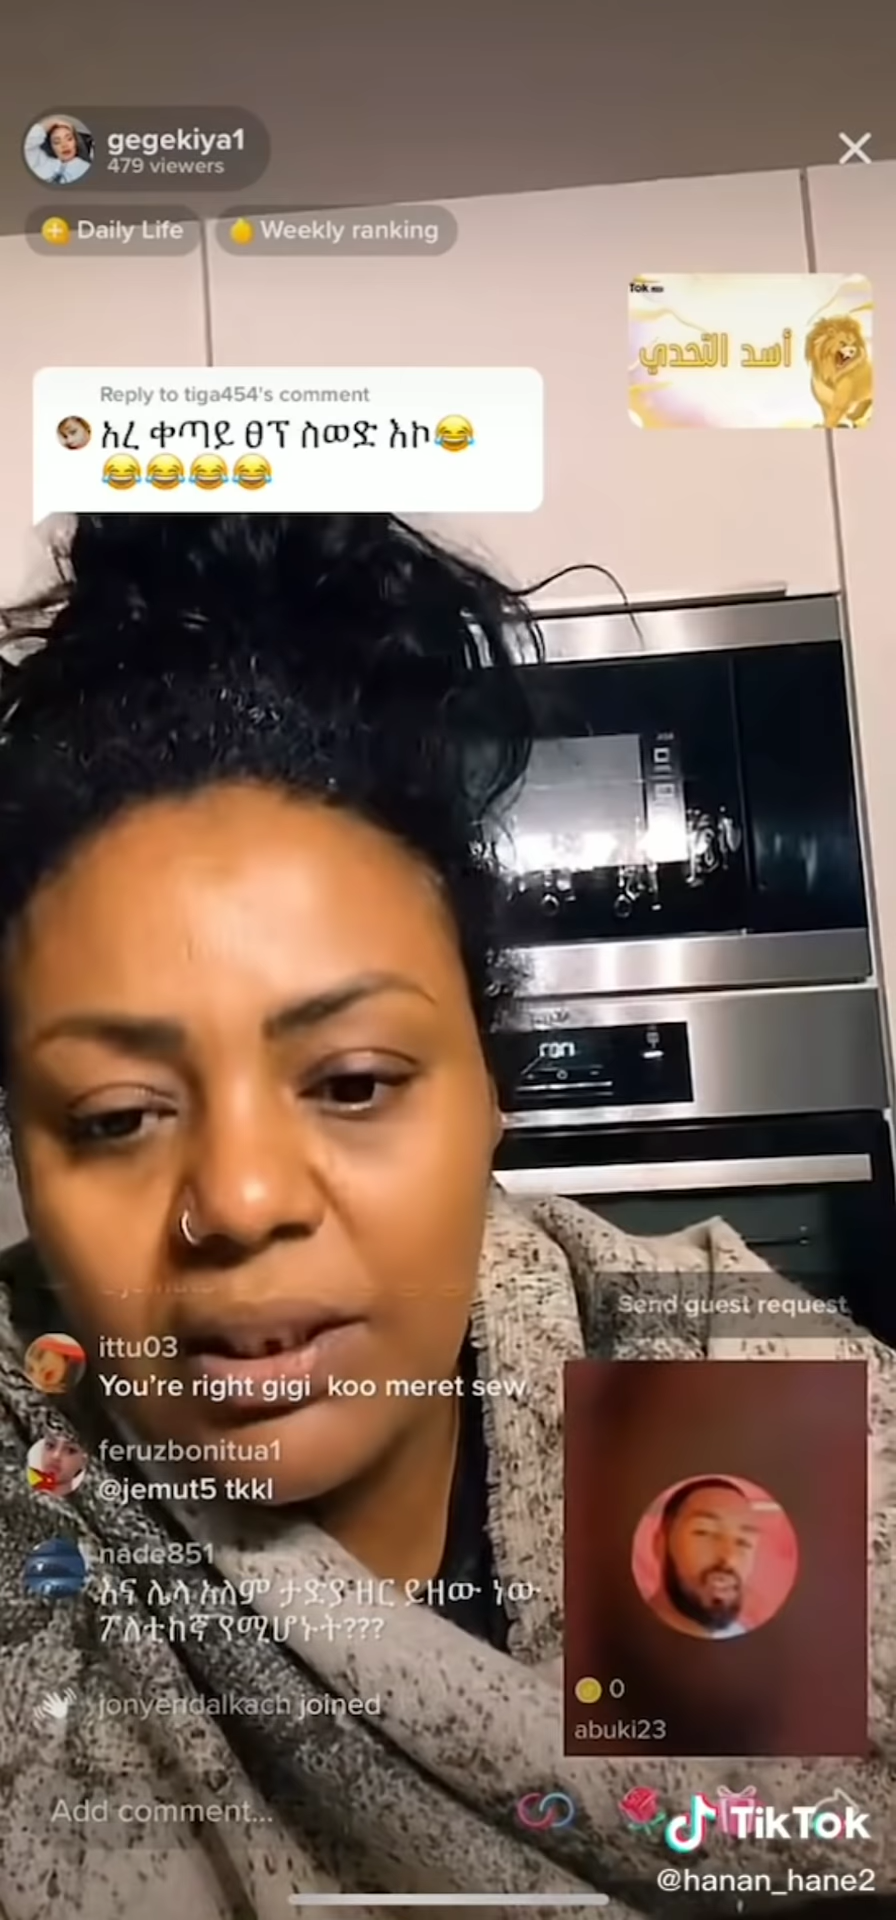 gegekiya1
479 viewers
Daily Life
Weekly ranking
Tok
أسد التحدي
Reply to tiga454's comment
አረ ቀጣይ ፀፕ ስወድ እኮ😂
😂😂😂😂
Send guest request
ittu03
You're right gigi koo meret sew
feruzbonitua1
@jemut5 tkkl
nade851
እና ሌላ አለም ታድያ ዘር ይዘው ነው
ፖለቲከኛ የሚሆኑት???
jonyendalkach joined
0
abuki23
Add comment...
TikTok
@hanan_hane2